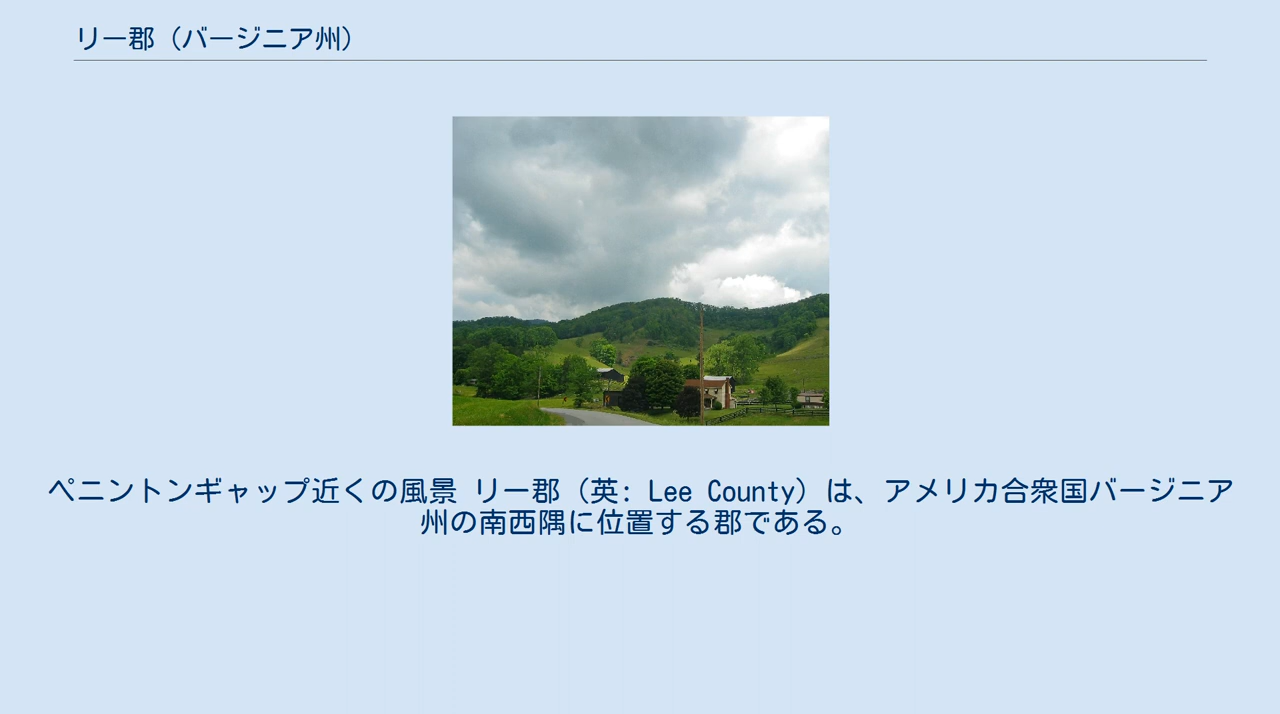 リー郡（バージニア州）
ペニントンギャップ近くの風景 リー郡（英: Lee County）は、アメリカ合衆国バージニア
州の南西隅に位置する郡である。